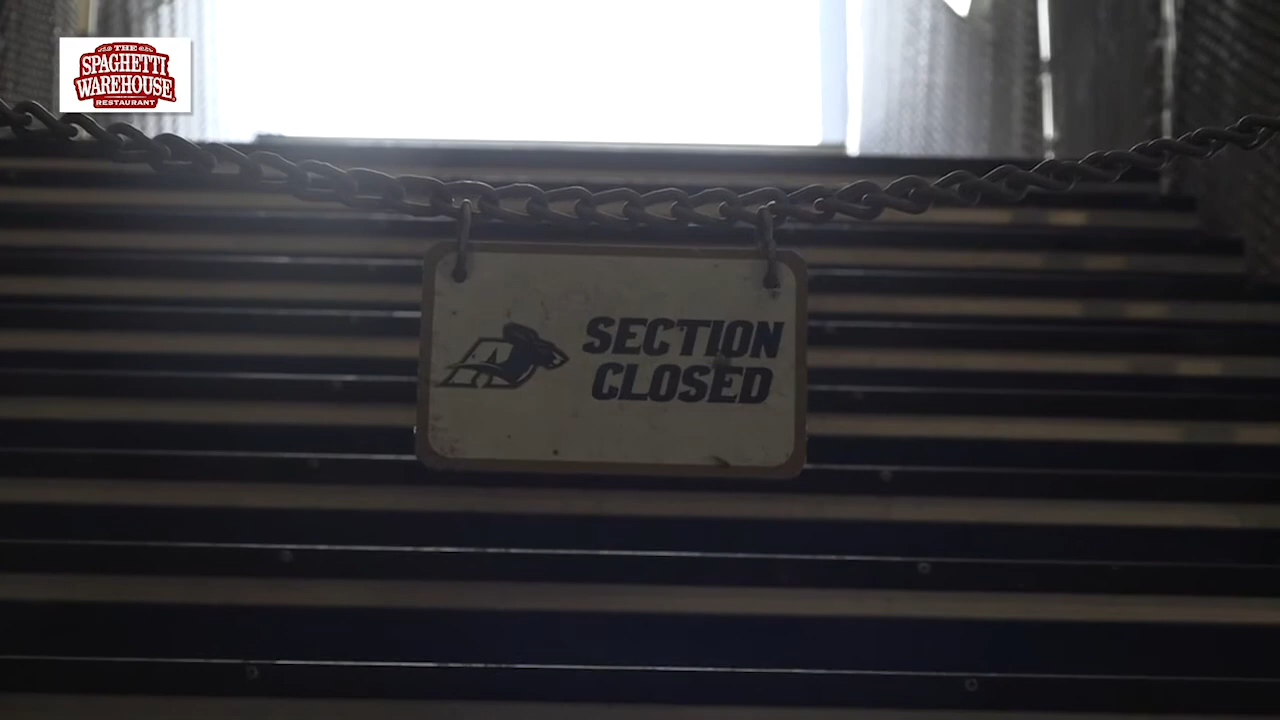 THE
SPAGHETTI
WAREHOUSE
RESTAURANT
SECTION
CLOSED